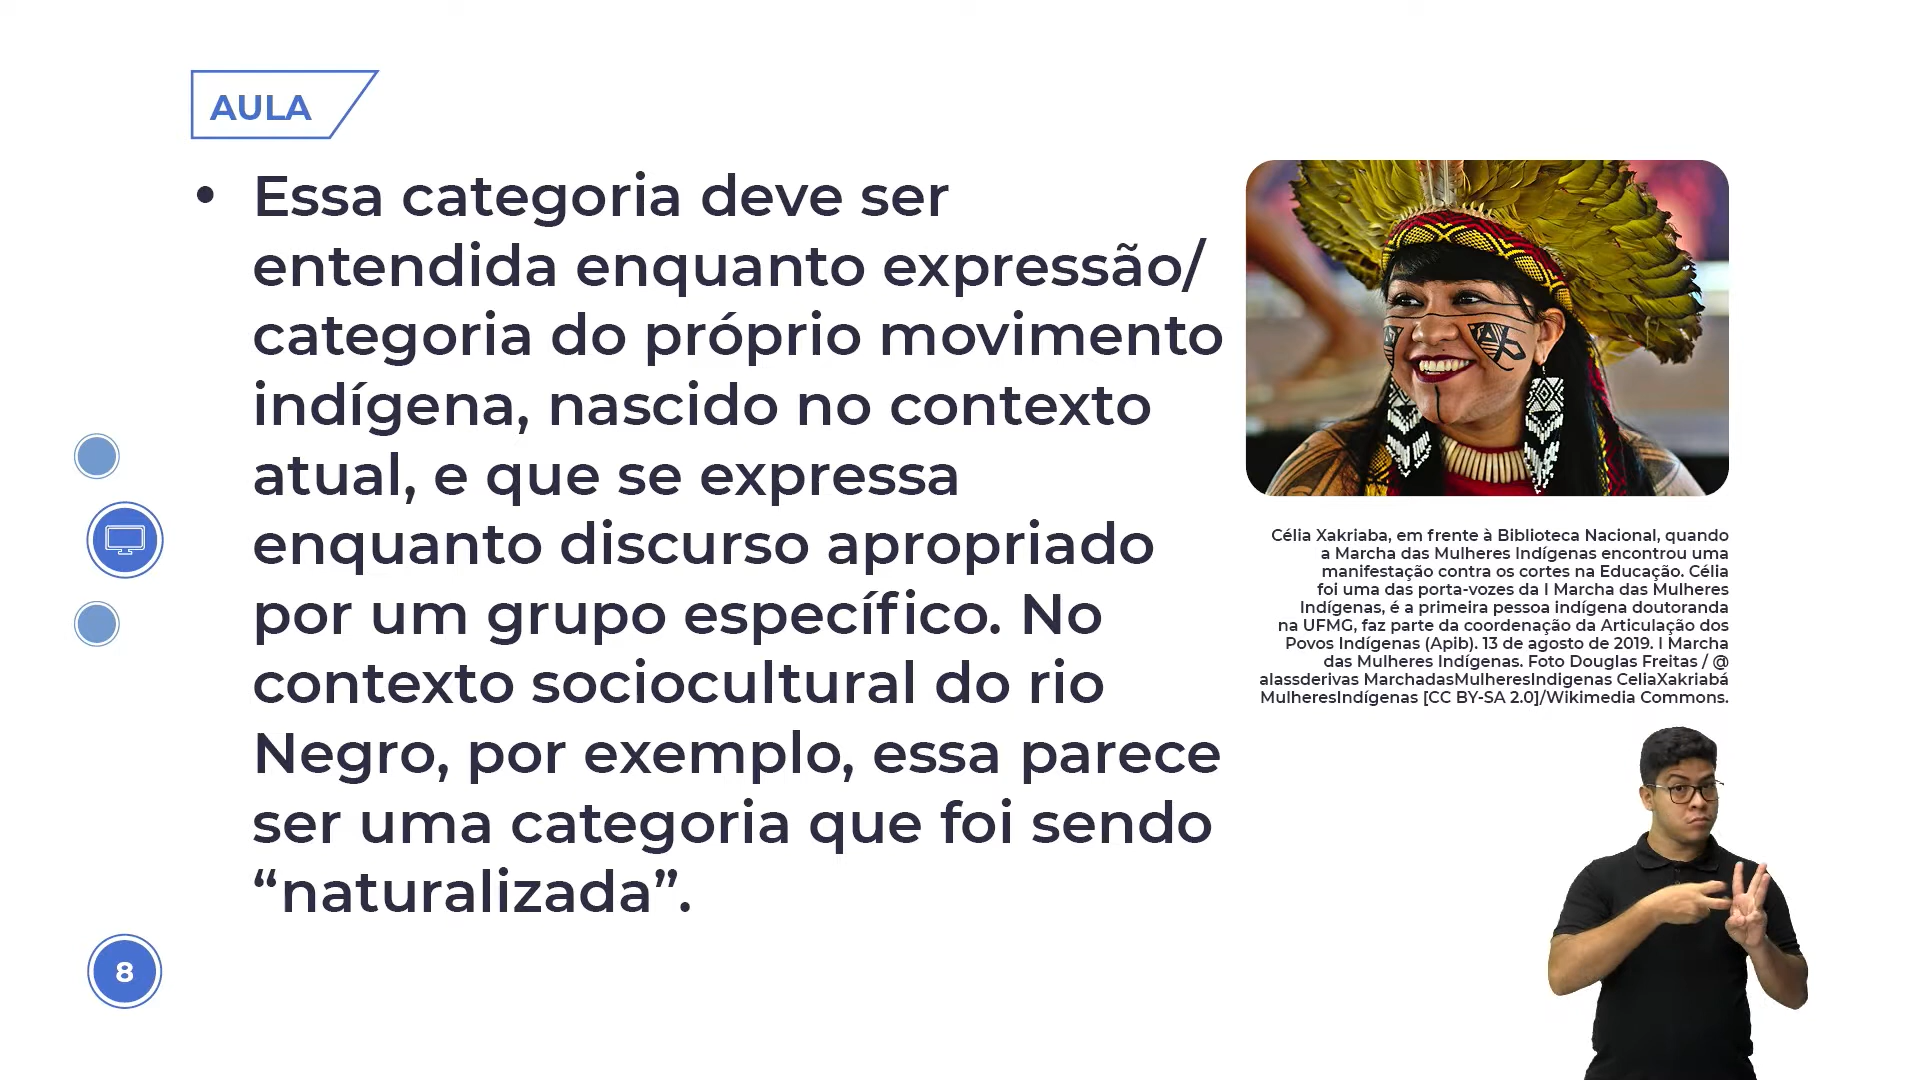 AULA
• Essa categoria deve ser
entendida enquanto expressão/
categoria do próprio movimento
indígena, nascido no contexto
atual, e que se expressa
enquanto discurso apropriado
por um grupo específico. No
contexto sociocultural do rio
Negro, por exemplo, essa parece
ser uma categoria que foi sendo
“naturalizada”.
Célia Xakriaba, em frente à Biblioteca Nacional, quando
a Marcha das Mulheres Indígenas encontrou uma
manifestação contra os cortes na Educação. Célia
foi uma das porta-vozes da I Marcha das Mulheres
Indígenas, é a primeira pessoa indígena doutoranda
na UFMG, faz parte da coordenação da Articulação dos
Povos Indígenas (Apib). 13 de agosto de 2019. I Marcha
das Mulheres Indígenas. Foto Douglas Freitas / @
alassderivas MarchadasMulheresIndigenas CeliaXakriabá
MulheresIndígenas [CC BY-SA 2.0]/Wikimedia Commons.
8